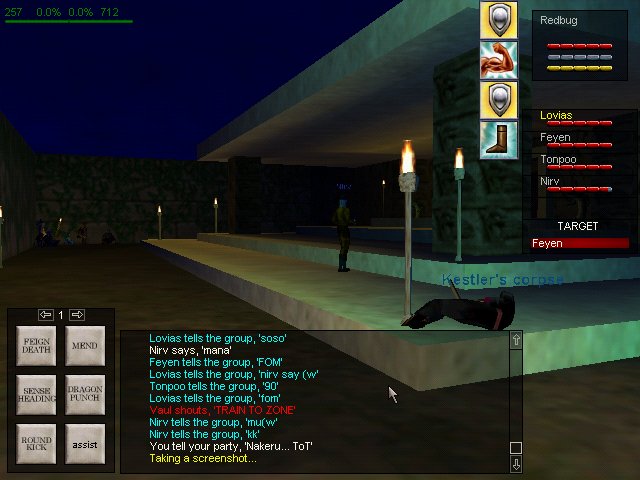 257 0.0% 0.0% 712
Redbug
Lovias
Feyen
Tonpoo
Nirv
TARGET
Feyen
Nirv
Kestler's corpse
1
FEIGN DEATH
MEND
SENSE HEADING
DRAGON PUNCH
ROUND KICK
assist
Lovias tells the group, 'soso'
Nirv says, 'mana'
Feyen tells the group, 'FOM'
Lovias tells the group, 'nirv say (w'
Tonpoo tells the group, '90'
Lovias tells the group, 'fom'
Vaul shouts, 'TRAIN TO ZONE'
Nirv tells the group, 'mu(w'
Nirv tells the group, 'kk'
You tell your party, 'Nakeru... ToT'
Taking a screenshot...